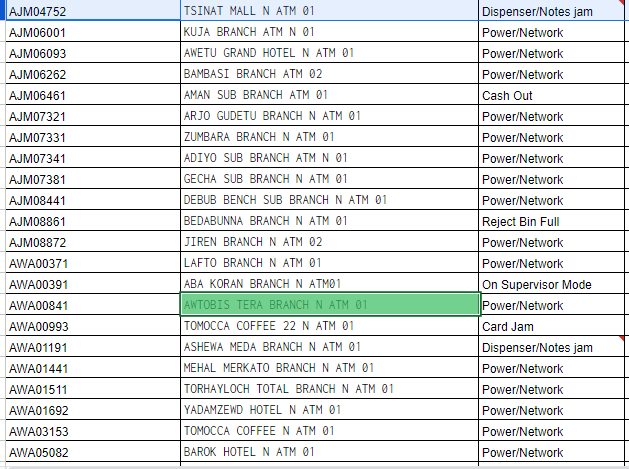 AJM04752 TSINAT MALL N ATM 01 Dispenser/Notes jam
AJM06001 KUJA BRANCH ATM N 01 Power/Network
AJM06093 AWETU GRAND HOTEL N ATM 01 Power/Network
AJM06262 BAMBASI BRANCH ATM 02 Power/Network
AJM06461 AMAN SUB BRANCH ATM 01 Cash Out
AJM07321 ARJO GUDETU BRANCH N ATM 01 Power/Network
AJM07331 ZUMBARA BRANCH N ATM 01 Power/Network
AJM07341 ADIYO SUB BRANCH ATM N 01 Power/Network
AJM07381 GECHA SUB BRANCH ATM N 01 Power/Network
AJM08441 DEBUB BENCH SUB BRANCH N ATM 01 Power/Network
AJM08861 BEDABUNNA BRANCH N ATM 01 Reject Bin Full
AJM08872 JIREN BRANCH N ATM 02 Power/Network
AWA00371 LAFTO BRANCH N ATM 01 Power/Network
AWA00391 ABA KORAN BRANCH N ATM01 On Supervisor Mode
AWA00841 AWTOBIS TERA BRANCH N ATM 01 Power/Network
AWA00993 TOMOCCA COFFEE 22 N ATM 01 Card Jam
AWA01191 ASHEWA MEDA BRANCH N ATM 01 Dispenser/Notes jam
AWA01441 MEHAL MERKATO BRANCH N ATM 01 Power/Network
AWA01511 TORHAYLOCH TOTAL BRANCH N ATM 01 Power/Network
AWA01692 YADAMZEWD HOTEL N ATM 01 Power/Network
AWA03153 TOMOCCA COFFEE N ATM 01 Power/Network
AWA05082 BAROK HOTEL N ATM 01 Power/Network